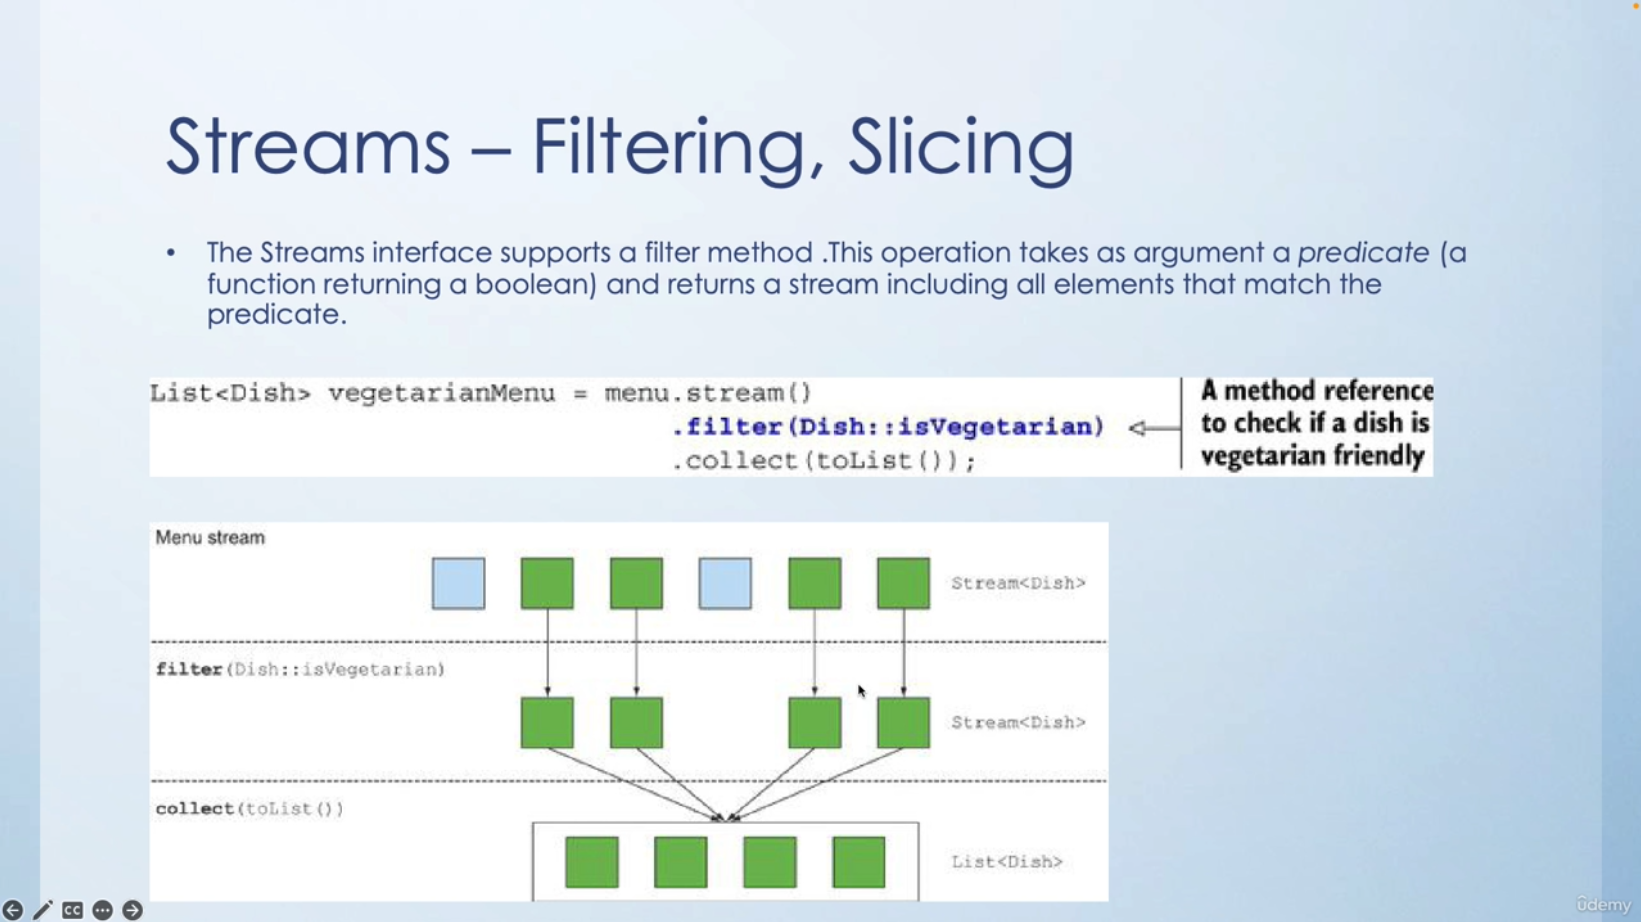 Streams – Filtering, Slicing
• The Streams interface supports a filter method .This operation takes as argument a predicate (a
function returning a boolean) and returns a stream including all elements that match the
predicate.
List<Dish> vegetarianMenu = menu.stream()
.filter(Dish::isVegetarian)
.collect(toList());
A method reference
to check if a dish is
vegetarian friendly
Menu stream
Stream<Dish>
filter(Dish::isVegetarian)
Stream<Dish>
collect(toList())
List<Dish>
CC
ûdemy